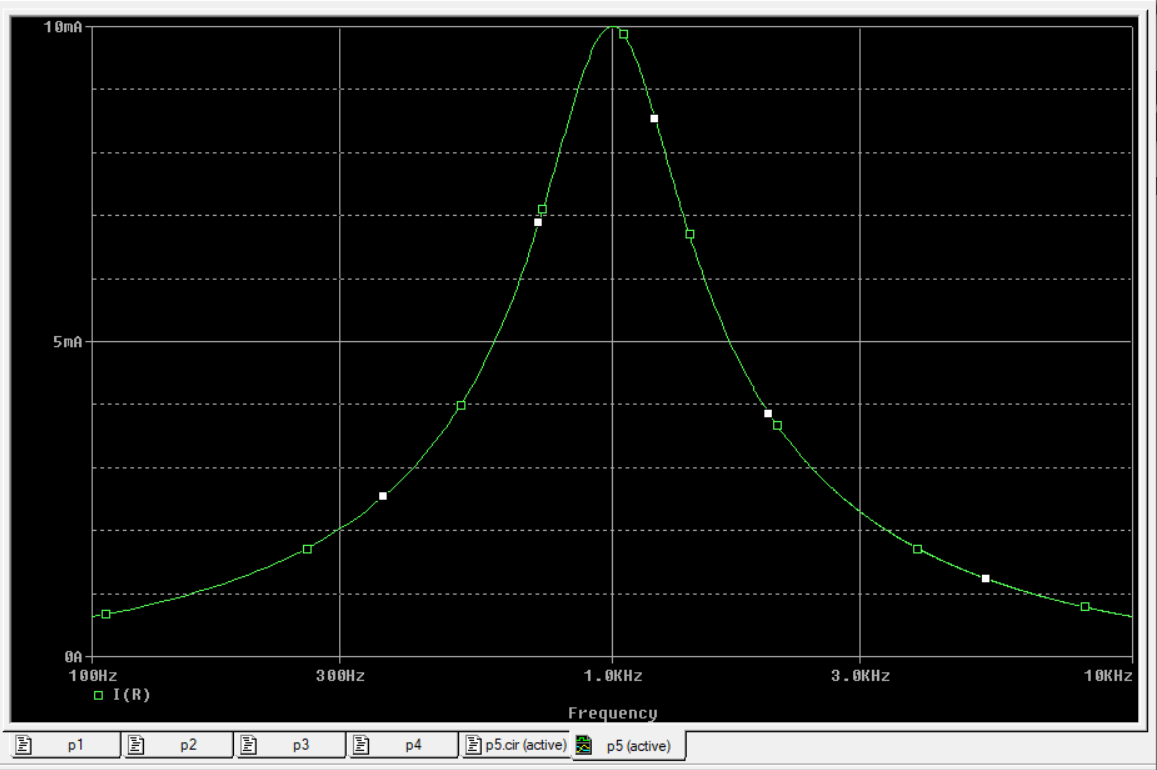 10mA
5mA
0A
100Hz 300Hz 1.0KHz 3.0KHz 10KHz
I(R)
Frequency
p1 p2 p3 p4 p5.cir (active) p5 (active)